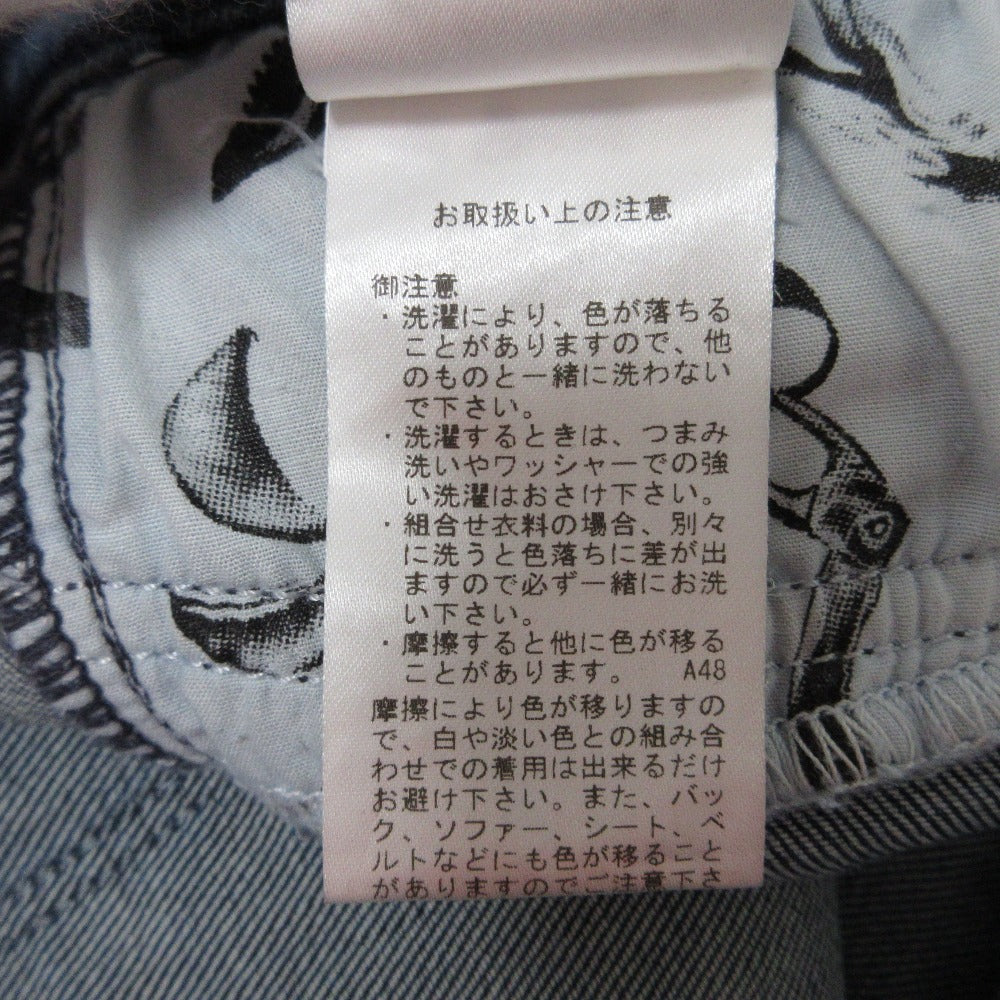 お取扱い上の注意
御注意
・洗濯により、色が落ちる
ことがありますので、他
のものと一緒に洗わない
で下さい。
・洗濯するときは、つまみ
洗いやワッシャーでの強
い洗濯はおさけ下さい。
・組合せ衣料の場合、別々
に洗うと色落ちに差が出
ますので必ず一緒にお洗
い下さい。
・摩擦すると他に色が移る
ことがあります。 A48
摩擦により色が移りますの
で、白や淡い色との組み合
わせでの着用は出来るだけ
お避け下さい。また、バッ
ク、ソファー、シート、ベ
ルトなどにも色が移ること
がありますのでご注意下さ